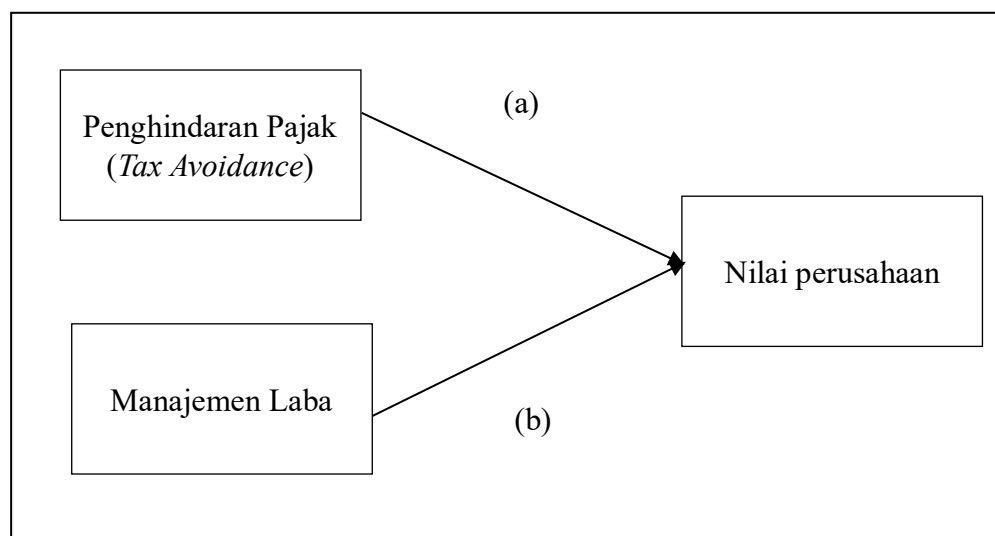 Penghindaran Pajak
(Tax Avoidance)
(a)
Nilai perusahaan
Manajemen Laba
(b)